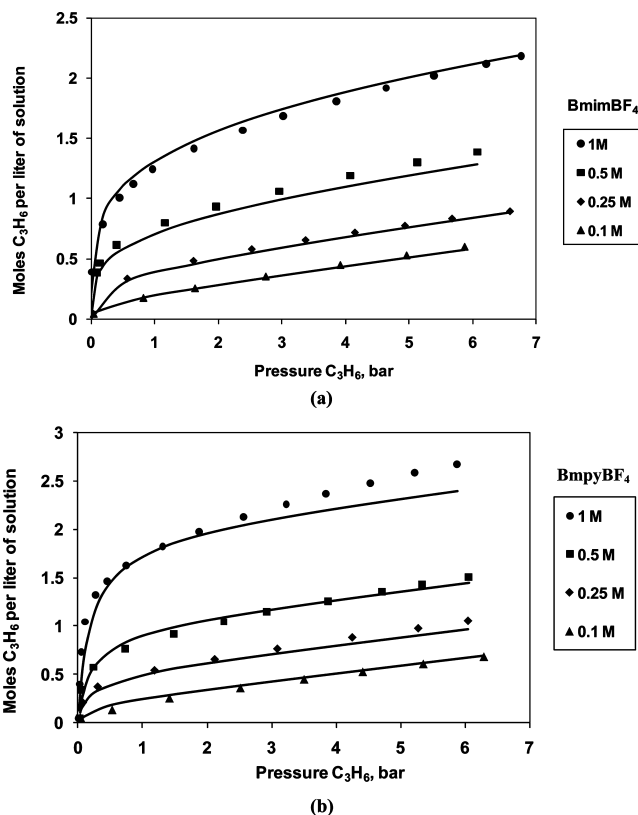 2.5
2
1.5
1
0.5
0
Moles C₃H₆ per liter of solution
0 1 2 3 4 5 6 7
Pressure C₃H₆, bar
BmimBF₄
1M
0.5 M
0.25 M
0.1 M
(a)
3
2.5
2
1.5
1
0.5
0
Moles C₃H₆ per liter of solution
0 1 2 3 4 5 6 7
Pressure C₃H₆, bar
BmpyBF₄
1 M
0.5 M
0.25 M
0.1 M
(b)